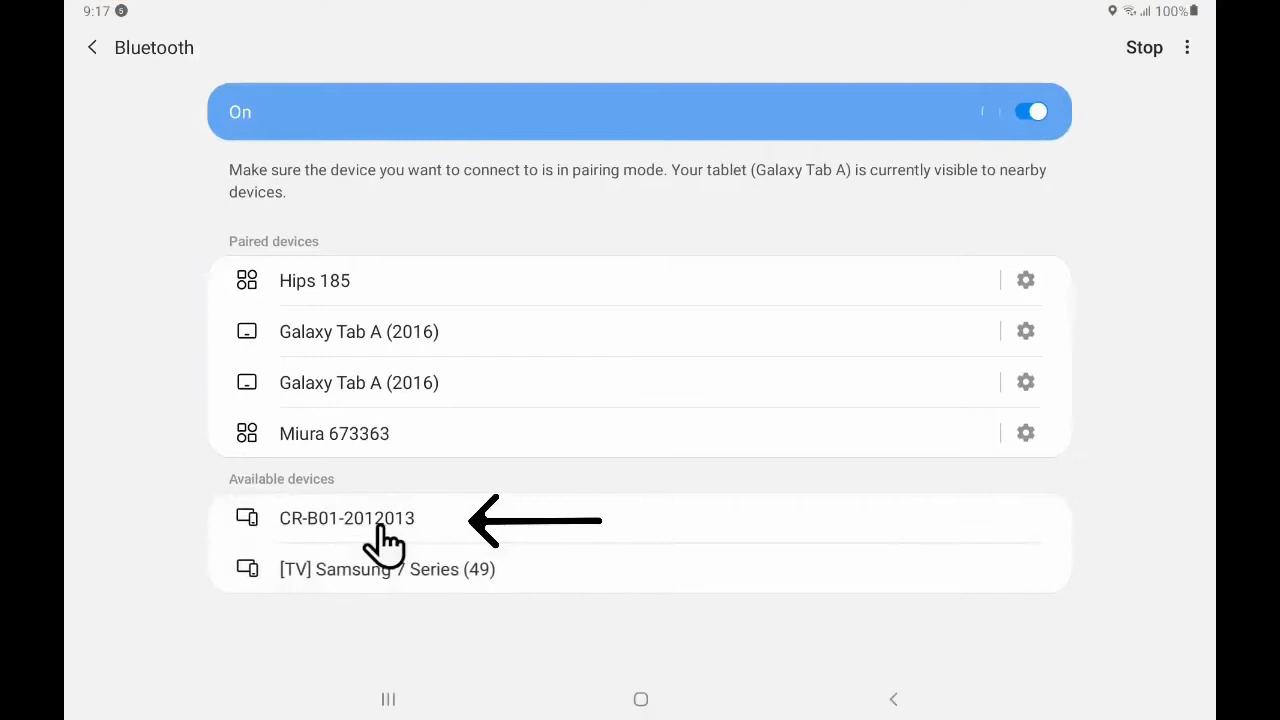 9:17 S 100%
Bluetooth Stop
On
Make sure the device you want to connect to is in pairing mode. Your tablet (Galaxy Tab A) is currently visible to nearby
devices.
Paired devices
Hips 185
Galaxy Tab A (2016)
Galaxy Tab A (2016)
Miura 673363
Available devices
CR-B01-2012013
[TV] Samsung 7 Series (49)